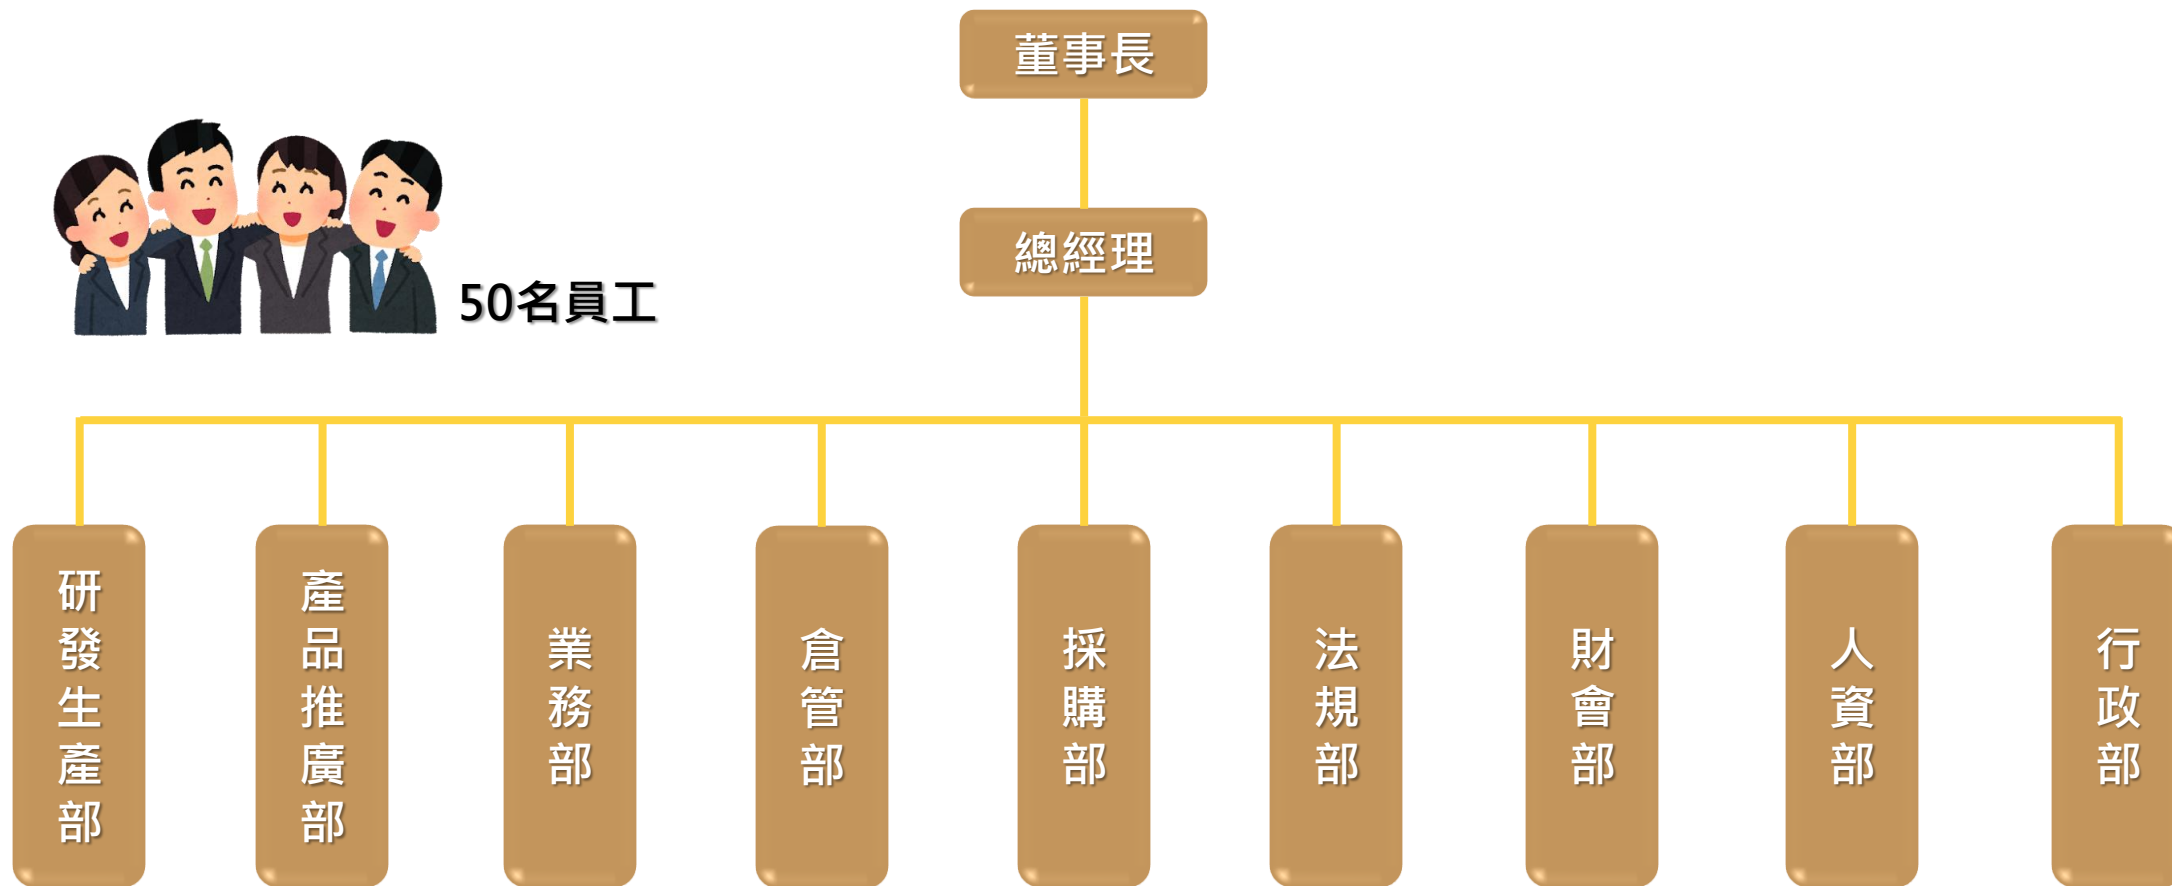 董事長
總經理
50名員工
研發生產部
產品推廣部
業務部
倉管部
採購部
法規部
財會部
人資部
行政部